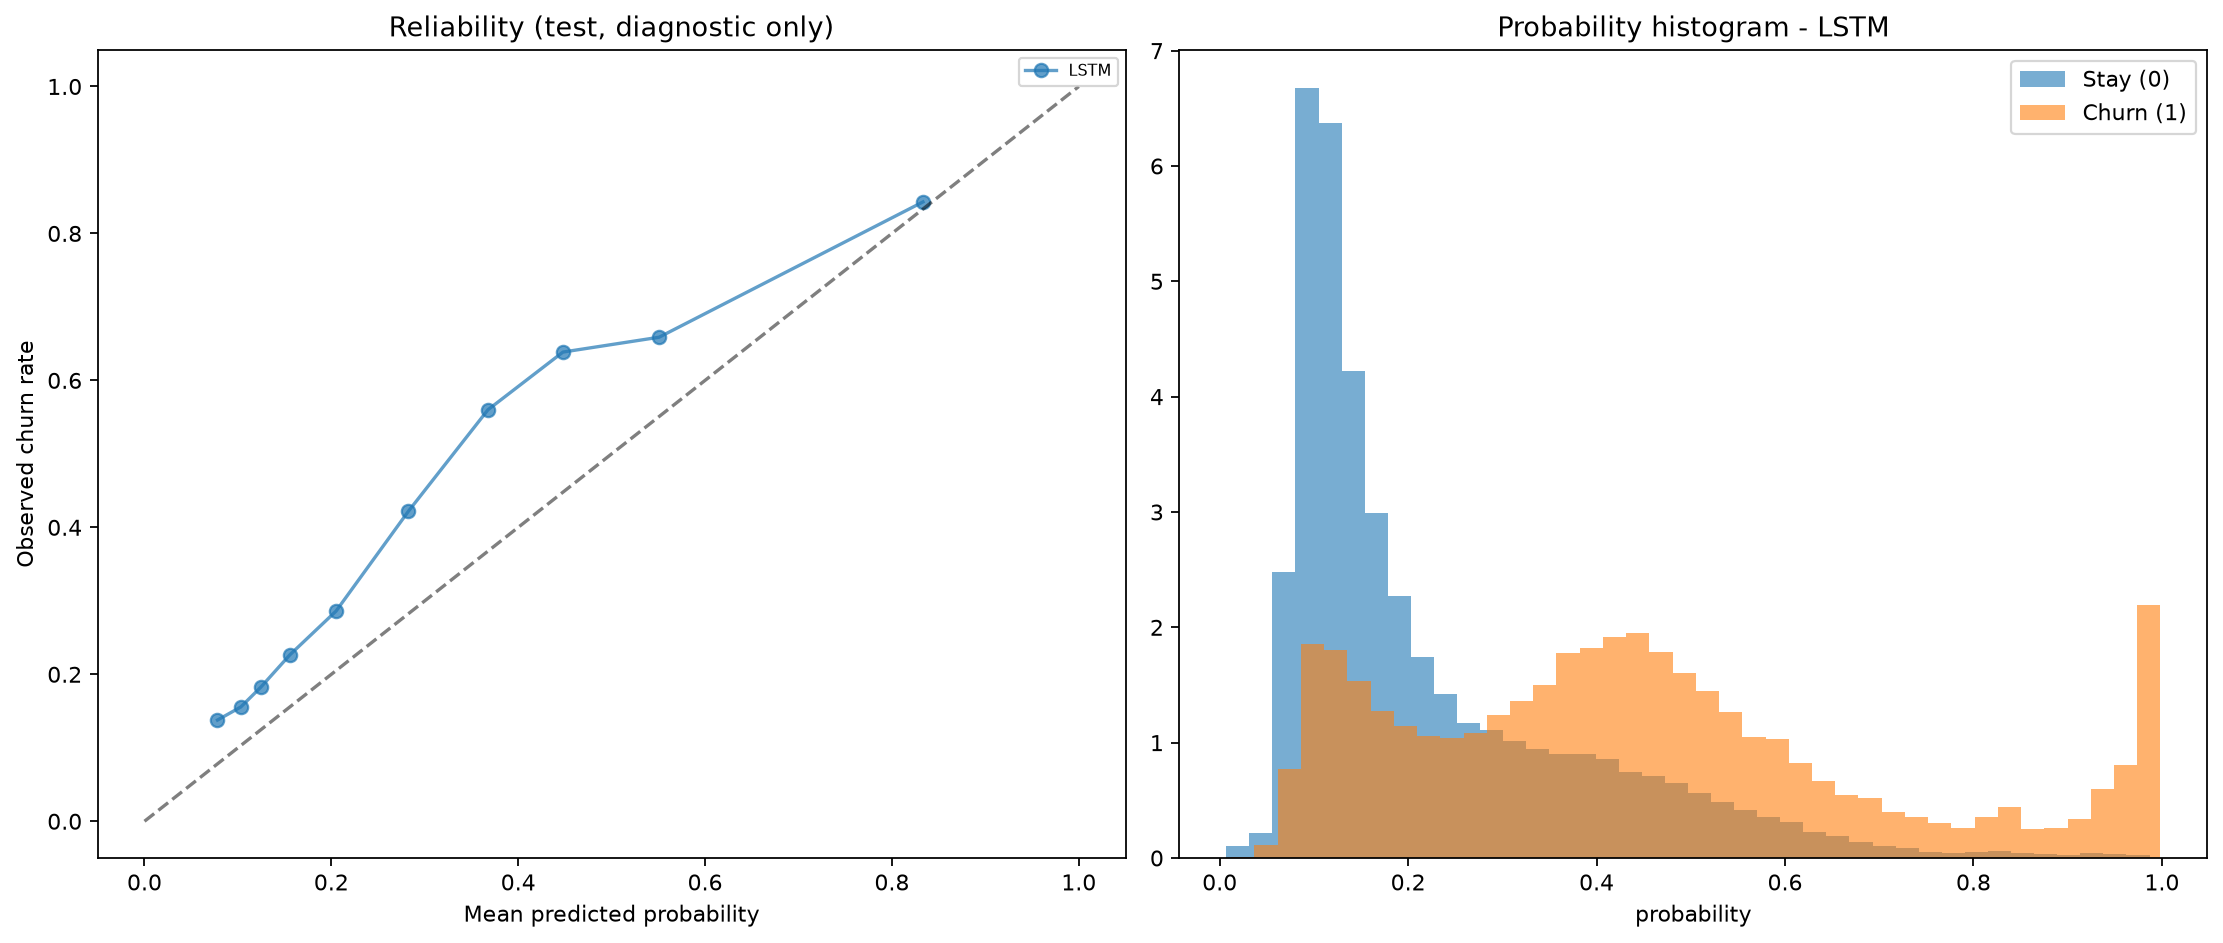 Reliability (test, diagnostic only)
LSTM
1.0
0.8
0.6
0.4
0.2
0.0
Observed churn rate
0.0 0.2 0.4 0.6 0.8 1.0
Mean predicted probability
Probability histogram - LSTM
Stay (0)
Churn (1)
7
6
5
4
3
2
1
0
0.0 0.2 0.4 0.6 0.8 1.0
probability